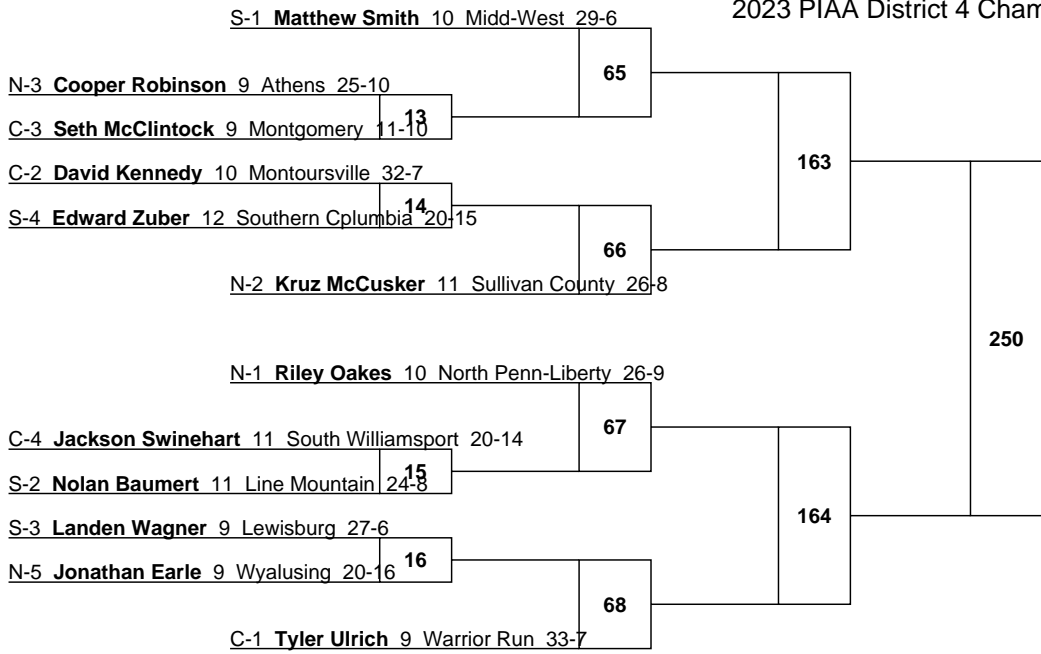 2023 PIAA District 4 Cham
S-1 Matthew Smith 10 Midd-West 29-6
65
N-3 Cooper Robinson 9 Athens 25-10
13
C-3 Seth McClintock 9 Montgomery 11-10
163
C-2 David Kennedy 10 Montoursville 32-7
14
S-4 Edward Zuber 12 Southern Cplumbia 20-15
66
N-2 Kruz McCusker 11 Sullivan County 26-8
250
N-1 Riley Oakes 10 North Penn-Liberty 26-9
67
C-4 Jackson Swinehart 11 South Williamsport 20-14
15
S-2 Nolan Baumert 11 Line Mountain 24-8
164
S-3 Landen Wagner 9 Lewisburg 27-6
16
N-5 Jonathan Earle 9 Wyalusing 20-16
68
C-1 Tyler Ulrich 9 Warrior Run 33-7